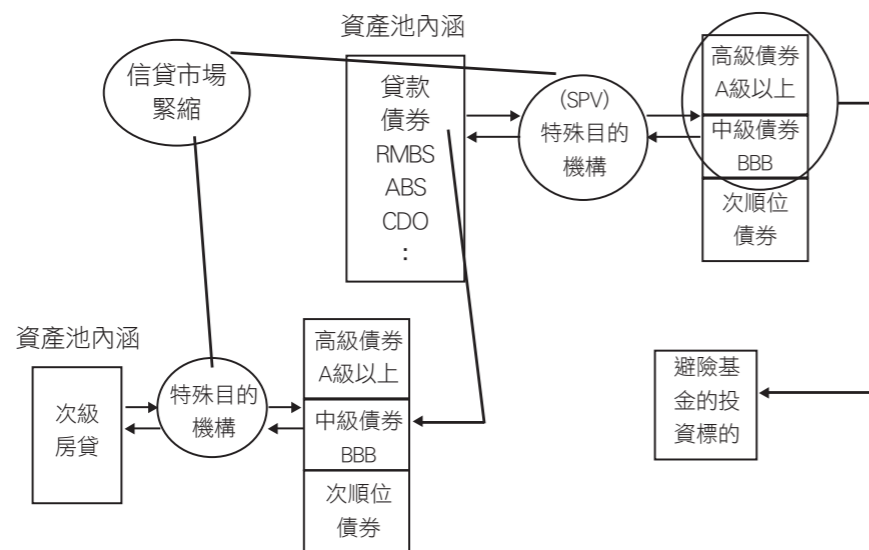 資產池內涵
信貸市場
緊縮
貸款
債券
RMBS
ABS
CDO
:
(SPV)
特殊目的
機構
高級債券
A級以上
中級債券
BBB
次順位
債券
資產池內涵
次級
房貸
特殊目的
機構
高級債券
A級以上
中級債券
BBB
次順位
債券
避險基
金的投
資標的